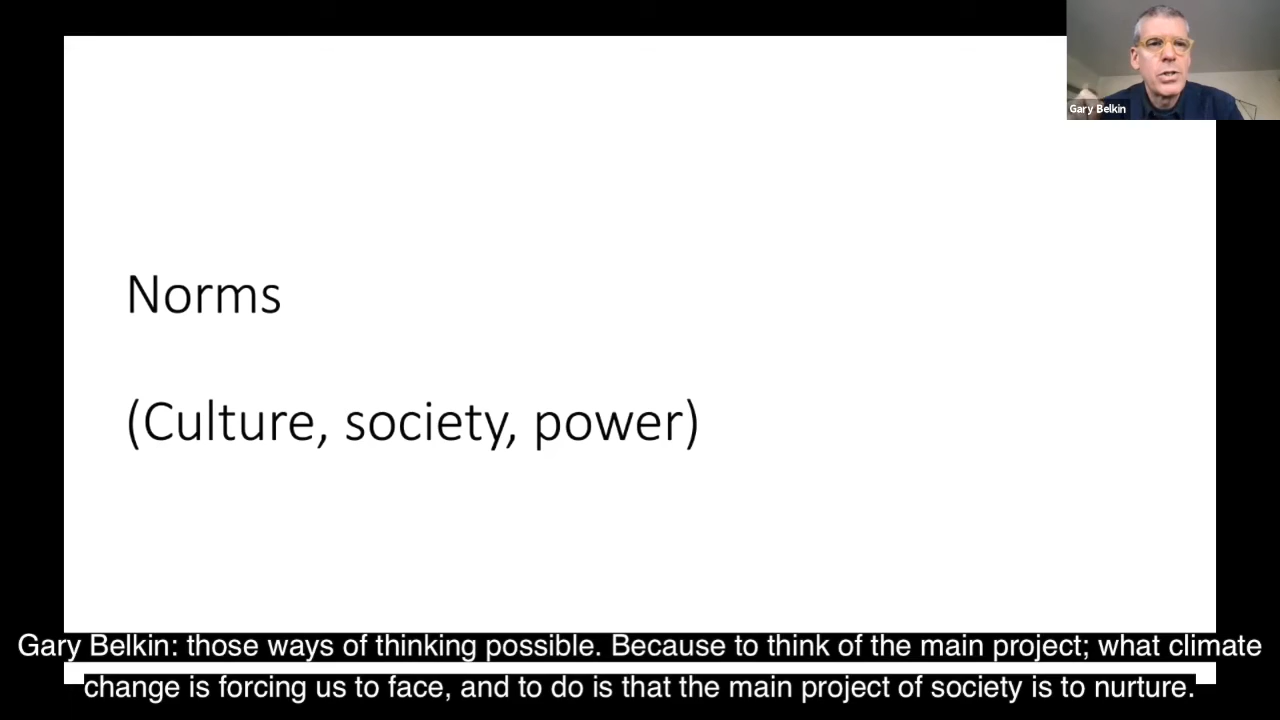 Gary Belkin
Norms
(Culture, society, power)
Gary Belkin: those ways of thinking possible. Because to think of the main project; what climate
change is forcing us to face, and to do is that the main project of society is to nurture.